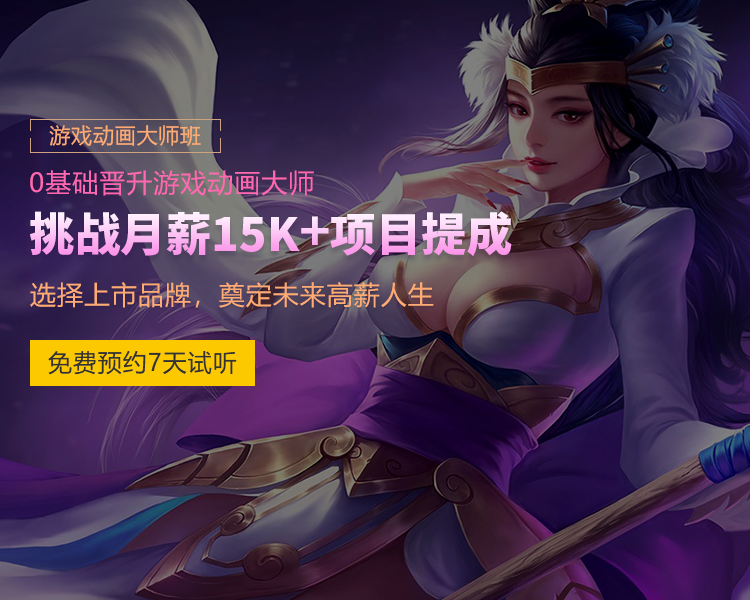 游戏动画大师班
0基础晋升游戏动画大师
挑战月薪15K+项目提成
选择上市品牌，奠定未来高薪人生
免费预约7天试听